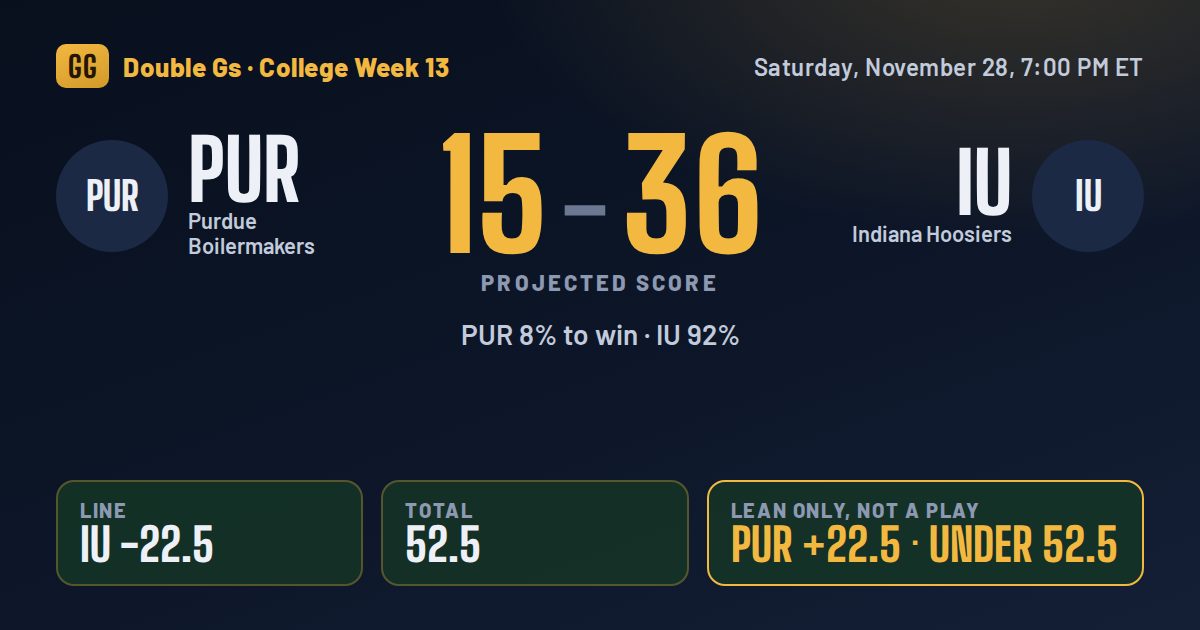 GG Double Gs · College Week 13
Saturday, November 28, 7:00 PM ET
PUR
PUR
Purdue
Boilermakers
15 – 36
PROJECTED SCORE
PUR 8% to win · IU 92%
IU
Indiana Hoosiers
IU
LINE
IU −22.5
TOTAL
52.5
LEAN ONLY, NOT A PLAY
PUR +22.5 · UNDER 52.5